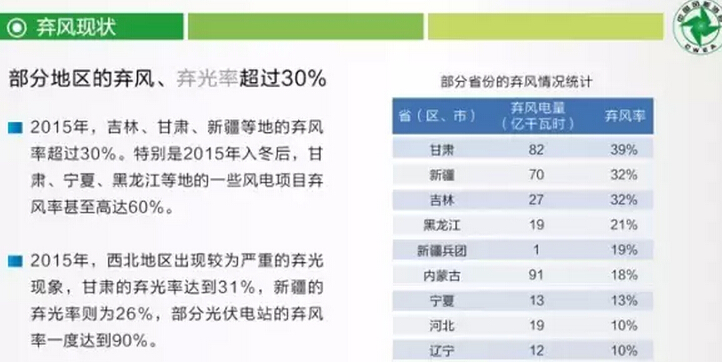 弃风现状
部分地区的弃风、弃光率超过30%
2015年，吉林、甘肃、新疆等地的弃风
率超过30%。特别是2015年入冬后，甘
肃、宁夏、黑龙江等地的一些风电项目弃
风率甚至高达60%。
2015年，西北地区出现较为严重的弃光
现象，甘肃的弃光率达到31%，新疆的
弃光率则为26%，部分光伏电站的弃风
率一度达到90%。
部分省份的弃风情况统计
省（区、市） 弃风电量（亿千瓦时） 弃风率
甘肃 82 39%
新疆 70 32%
吉林 27 32%
黑龙江 19 21%
新疆兵团 1 19%
内蒙古 91 18%
宁夏 13 13%
河北 19 10%
辽宁 12 10%
CWEA